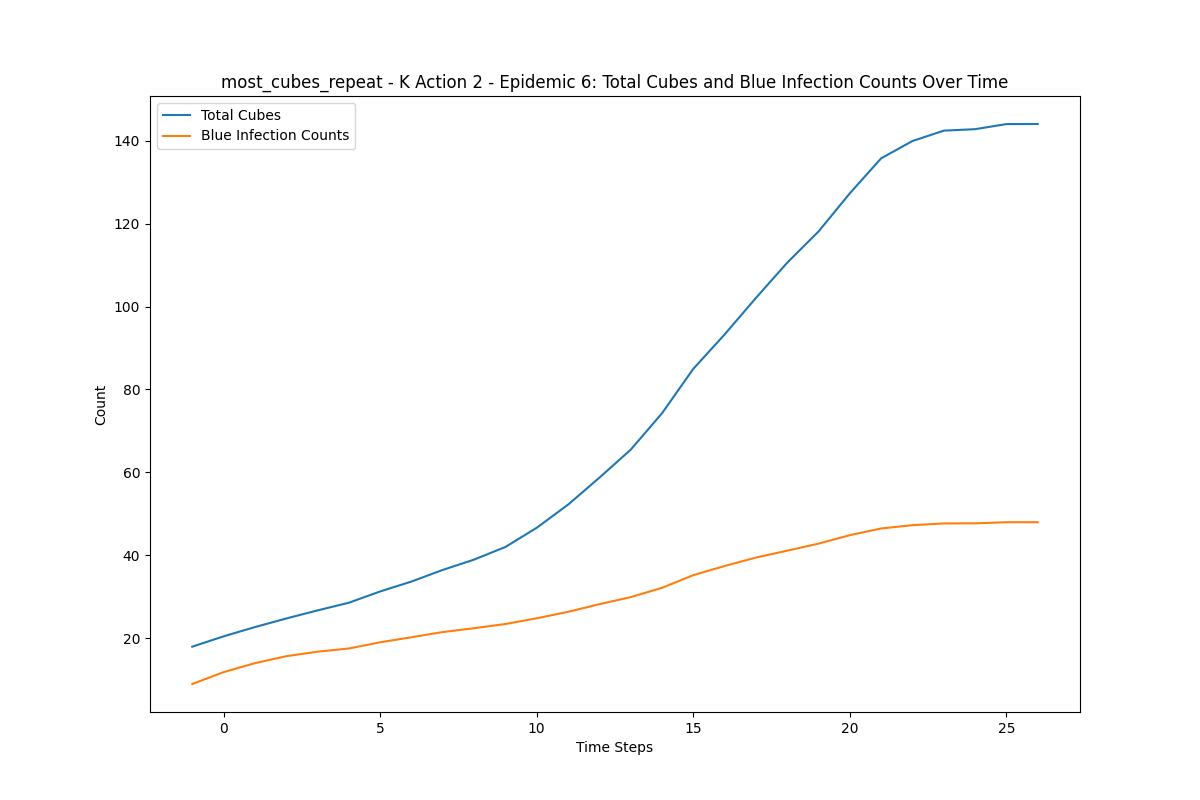 most_cubes_repeat - K Action 2 - Epidemic 6: Total Cubes and Blue Infection Counts Over Time
Total Cubes
Blue Infection Counts
140
120
100
80
60
40
20
Count
0 5 10 15 20 25
Time Steps